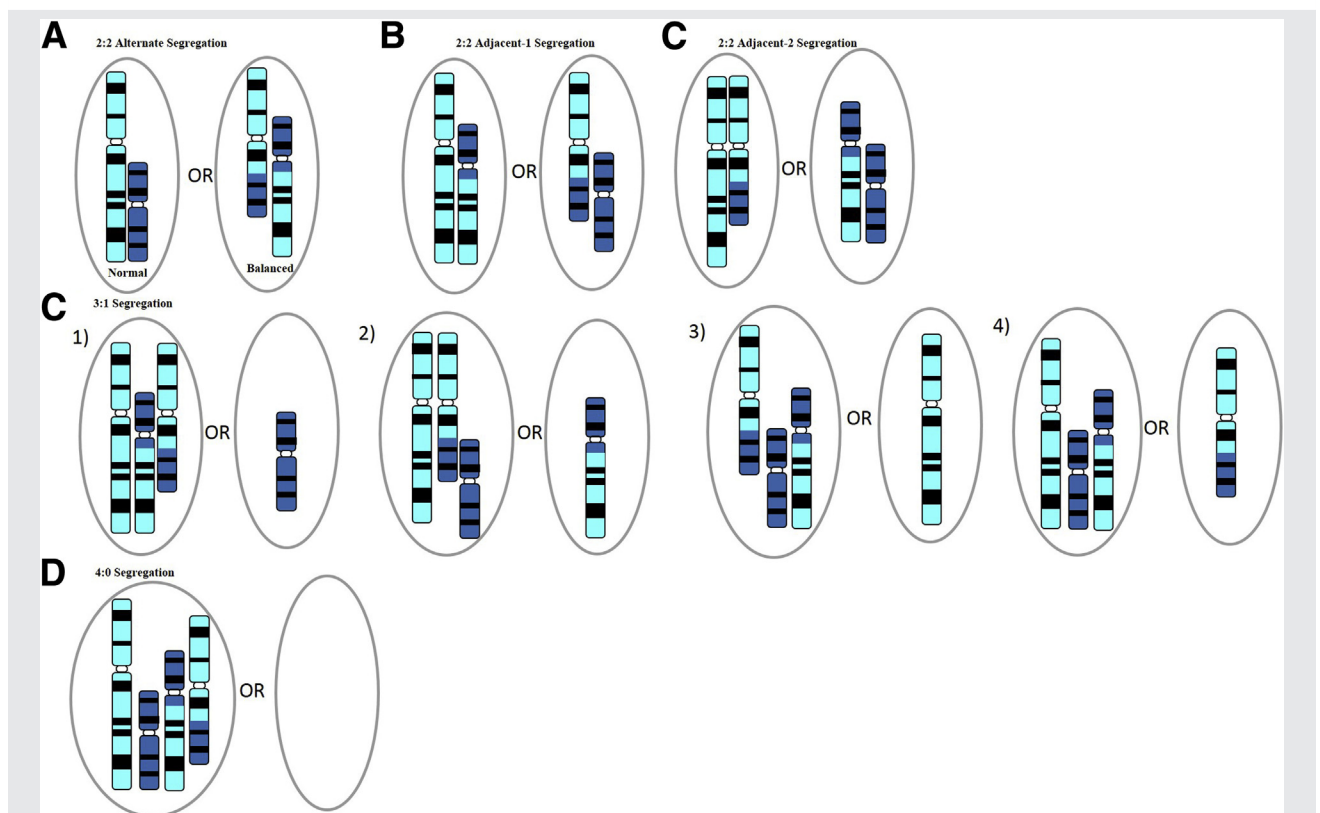 A
2:2 Alternate Segregation
OR
Normal
Balanced
B
2:2 Adjacent-1 Segregation
OR
C
2:2 Adjacent-2 Segregation
OR
C
3:1 Segregation
1)
OR
2)
OR
3)
OR
4)
OR
D
4:0 Segregation
OR